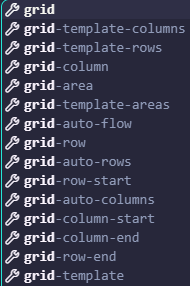 grid
grid-template-columns
grid-template-rows
grid-column
grid-area
grid-template-areas
grid-auto-flow
grid-row
grid-auto-rows
grid-row-start
grid-auto-columns
grid-column-start
grid-column-end
grid-row-end
grid-template